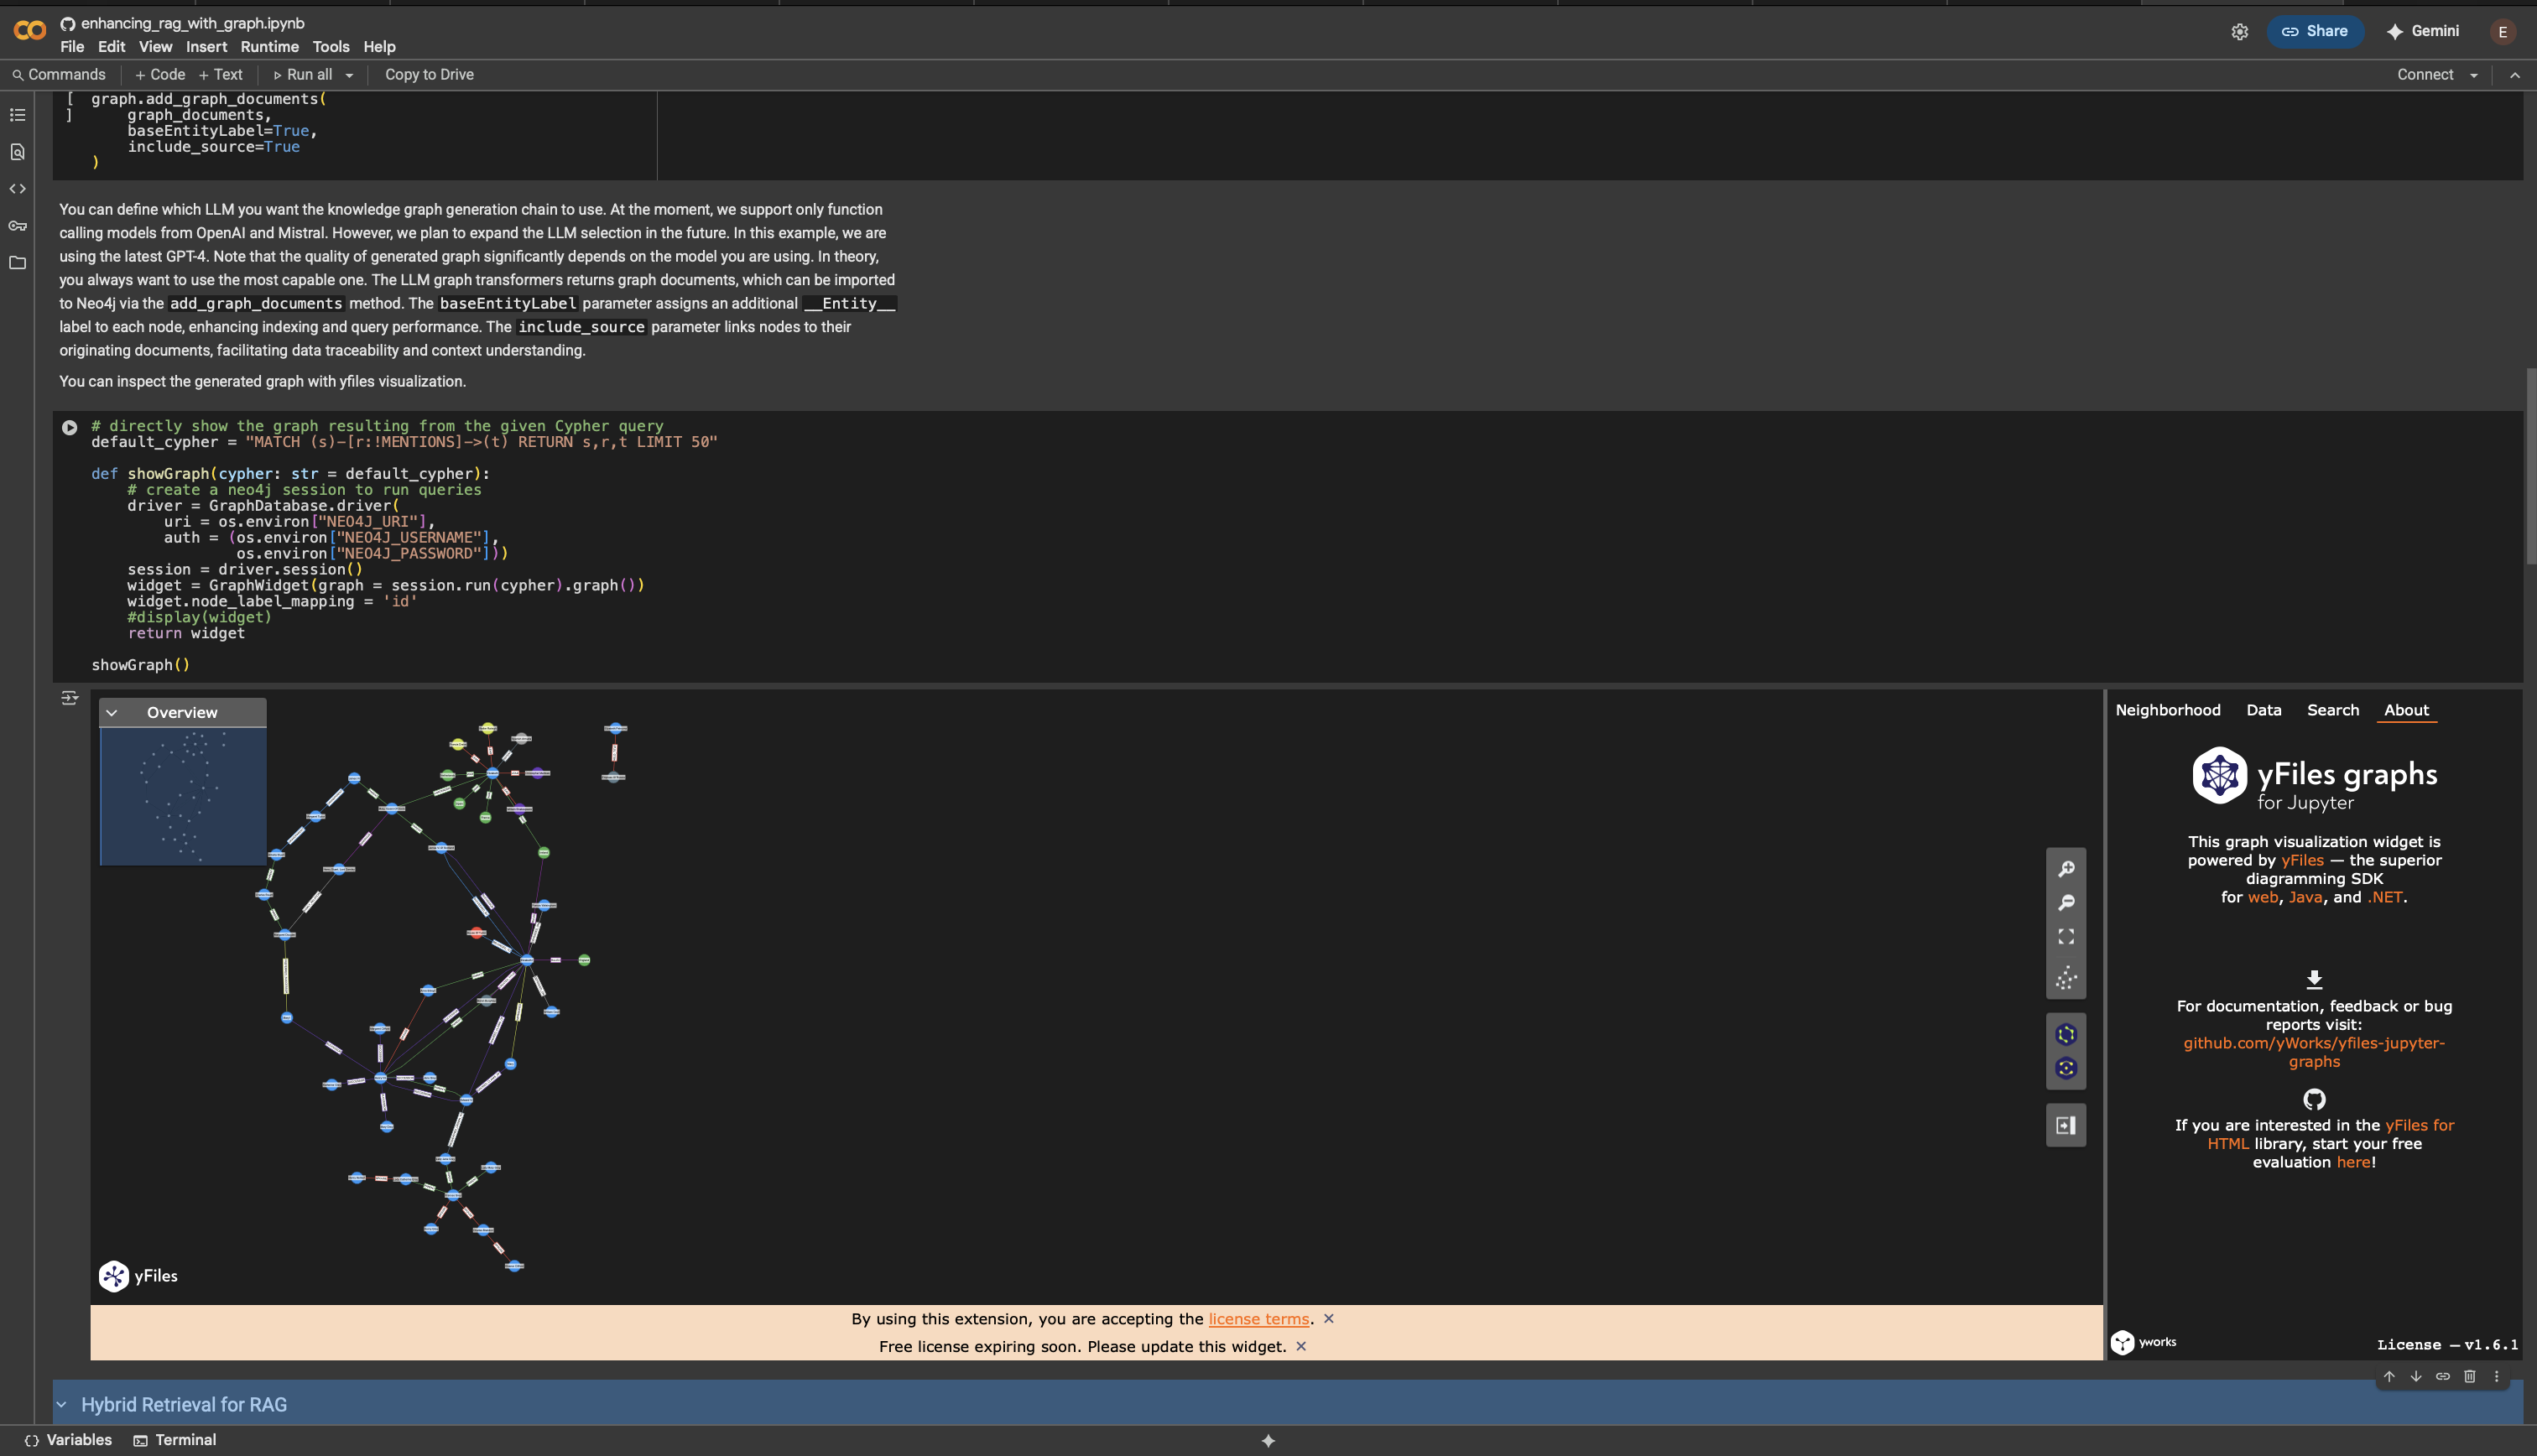 enhancing_rag_with_graph.ipynb
File Edit View Insert Runtime Tools Help
Share
Gemini
E
Commands + Code + Text Run all Copy to Drive
Connect
[ ]
graph.add_graph_documents(
    graph_documents,
    baseEntityLabel=True,
    include_source=True
)
You can define which LLM you want the knowledge graph generation chain to use. At the moment, we support only function
calling models from OpenAI and Mistral. However, we plan to expand the LLM selection in the future. In this example, we are
using the latest GPT-4. Note that the quality of generated graph significantly depends on the model you are using. In theory,
you always want to use the most capable one. The LLM graph transformers returns graph documents, which can be imported
to Neo4j via the add_graph_documents method. The baseEntityLabel parameter assigns an additional __Entity__
label to each node, enhancing indexing and query performance. The include_source parameter links nodes to their
originating documents, facilitating data traceability and context understanding.
You can inspect the generated graph with yfiles visualization.
# directly show the graph resulting from the given Cypher query
default_cypher = "MATCH (s)-[r:!MENTIONS]->(t) RETURN s,r,t LIMIT 50"
def showGraph(cypher: str = default_cypher):
    # create a neo4j session to run queries
    driver = GraphDatabase.driver(
        uri = os.environ["NEO4J_URI"],
        auth = (os.environ["NEO4J_USERNAME"],
                os.environ["NEO4J_PASSWORD"]))
    session = driver.session()
    widget = GraphWidget(graph = session.run(cypher).graph())
    widget.node_label_mapping = 'id'
    #display(widget)
    return widget
showGraph()
Overview
yFiles
Neighborhood Data Search About
yFiles graphs
for Jupyter
This graph visualization widget is
powered by yFiles — the superior
diagramming SDK
for web, Java, and .NET.
For documentation, feedback or bug
reports visit:
github.com/yWorks/yfiles-jupyter-
graphs
If you are interested in the yFiles for
HTML library, start your free
evaluation here!
By using this extension, you are accepting the license terms. ✕
Free license expiring soon. Please update this widget. ✕
yworks
License — v1.6.1
Hybrid Retrieval for RAG
Variables Terminal